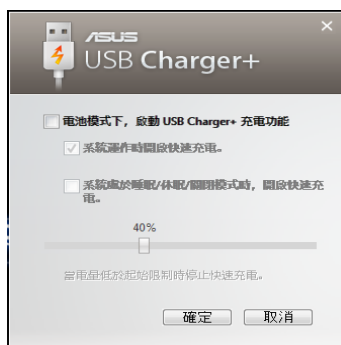 ASUS
USB Charger+
電池模式下，啟動 USB Charger+ 充電功能
系統運作時開啟快速充電。
系統處於睡眠/休眠/關閉模式時，開啟快速充
電。
40%
當電量低於起始限制時停止快速充電。
確定 取消